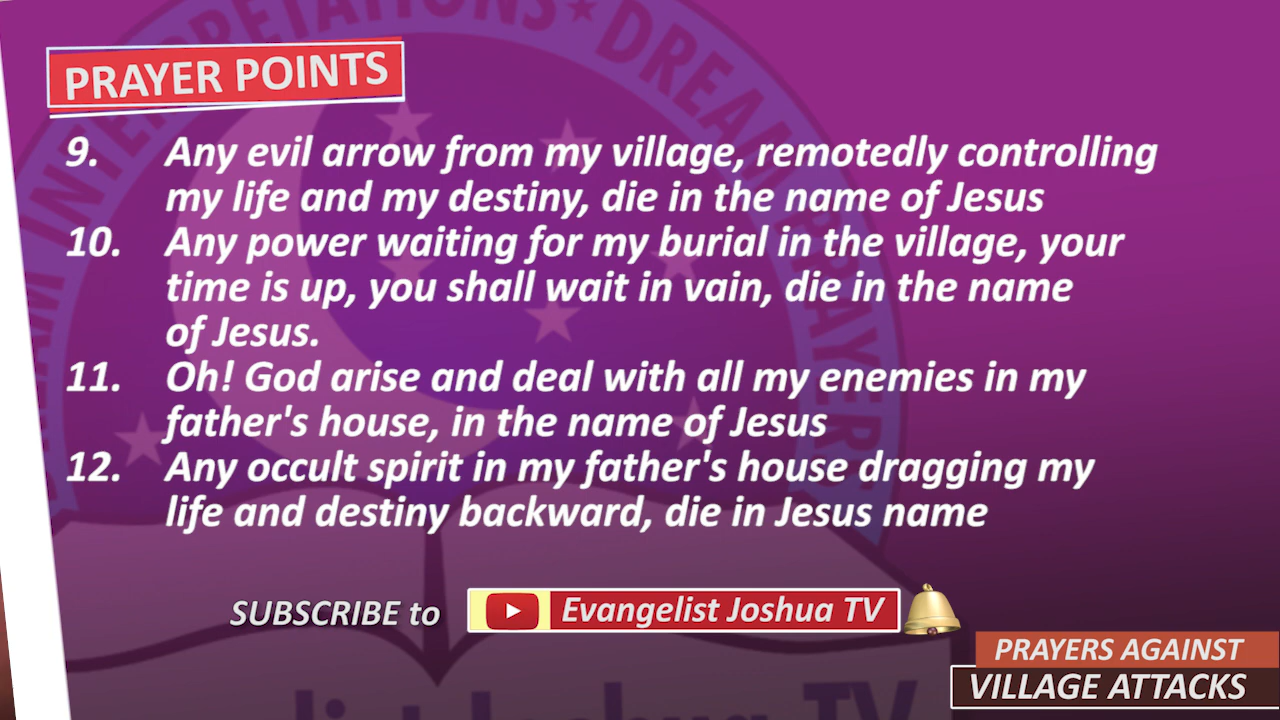 PRAYER POINTS
9. Any evil arrow from my village, remotedly controlling
my life and my destiny, die in the name of Jesus
10. Any power waiting for my burial in the village, your
time is up, you shall wait in vain, die in the name
of Jesus.
11. Oh! God arise and deal with all my enemies in my
father's house, in the name of Jesus
12. Any occult spirit in my father's house dragging my
life and destiny backward, die in Jesus name
SUBSCRIBE to Evangelist Joshua TV
PRAYERS AGAINST
VILLAGE ATTACKS
DREAM PRAYERS